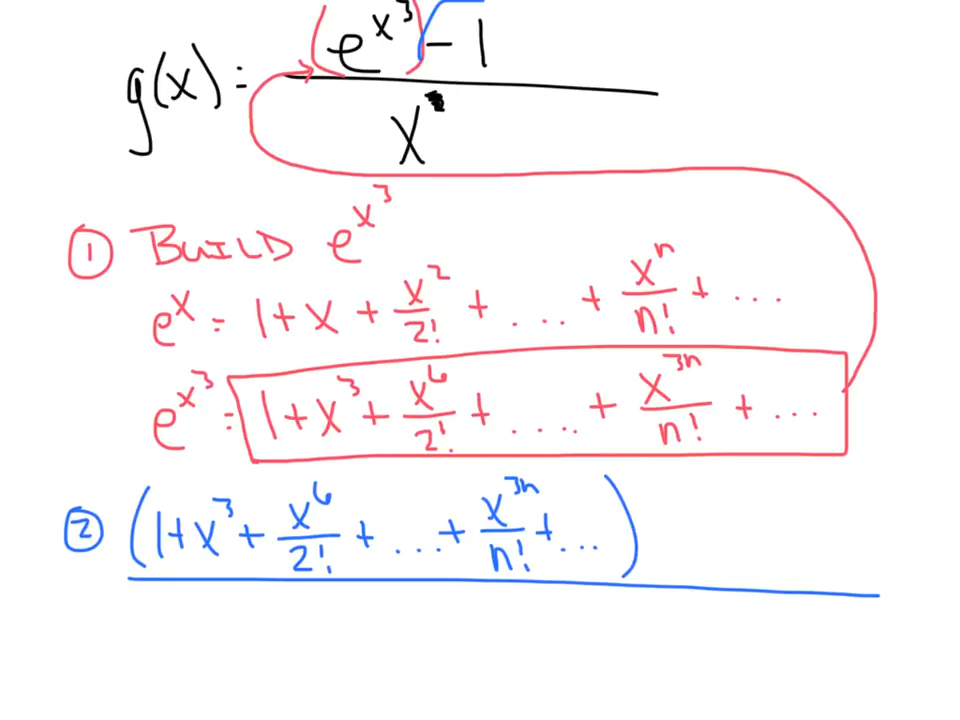 g(x) = (e^{x^3}) - 1
x
① BUILD e^{x^3}
e^x = 1 + x + x^2/2! + .... + x^n/n! + ...
e^{x^3} = 1 + x^3 + x^6/2! + ..... + x^{3n}/n! + ...
② (1 + x^3 + x^6/2! + ... + x^{3n}/n! + ...)